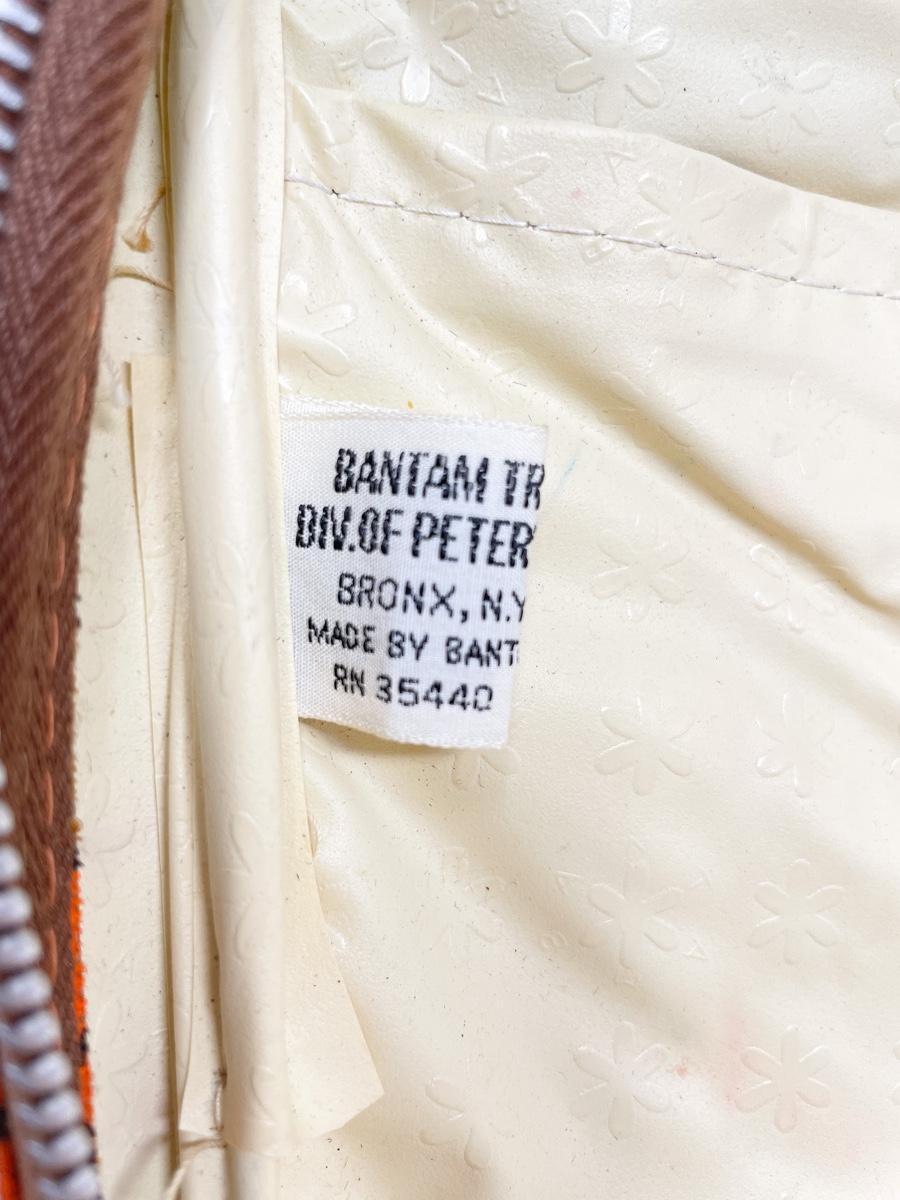 BANTAM TR
DIV. OF PETER
BRONX, N.Y
MADE BY BANT
RN 35440